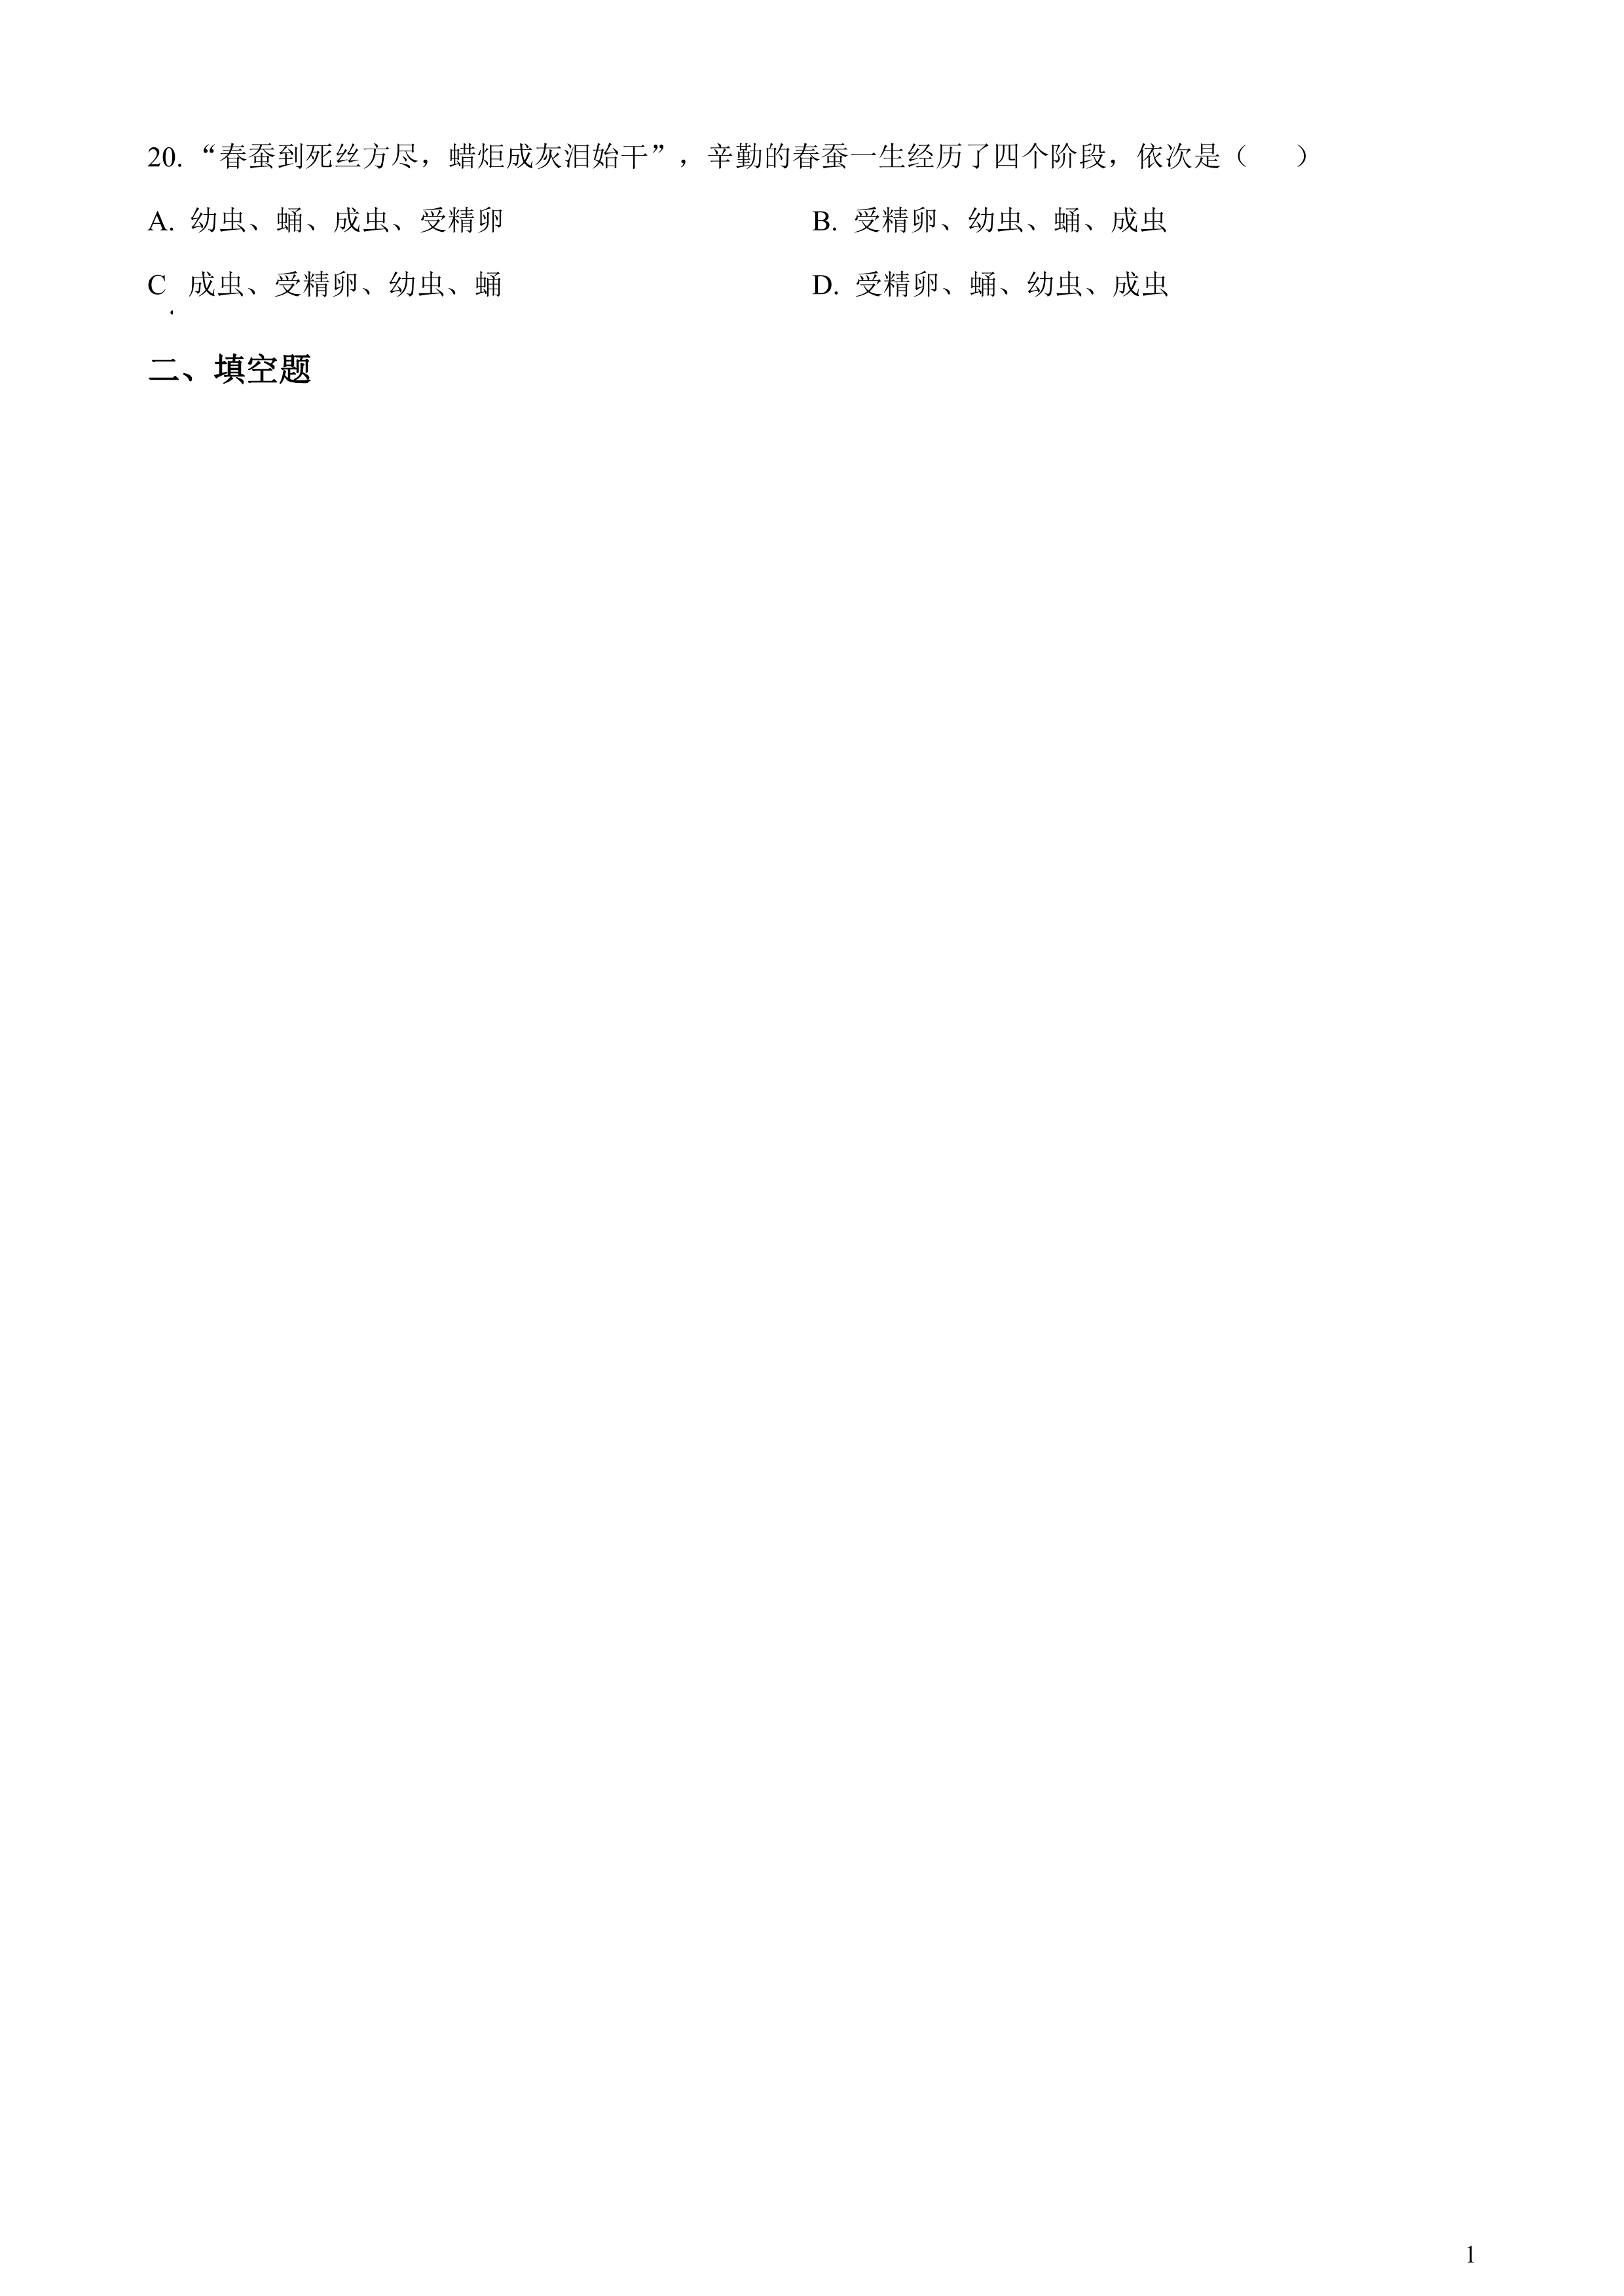 20. “春蚕到死丝方尽，蜡炬成灰泪始干”，辛勤的春蚕一生经历了四个阶段，依次是（　　）
A. 幼虫、蛹、成虫、受精卵　　B. 受精卵、幼虫、蛹、成虫
C . 成虫、受精卵、幼虫、蛹　　D. 受精卵、蛹、幼虫、成虫
二、填空题
1